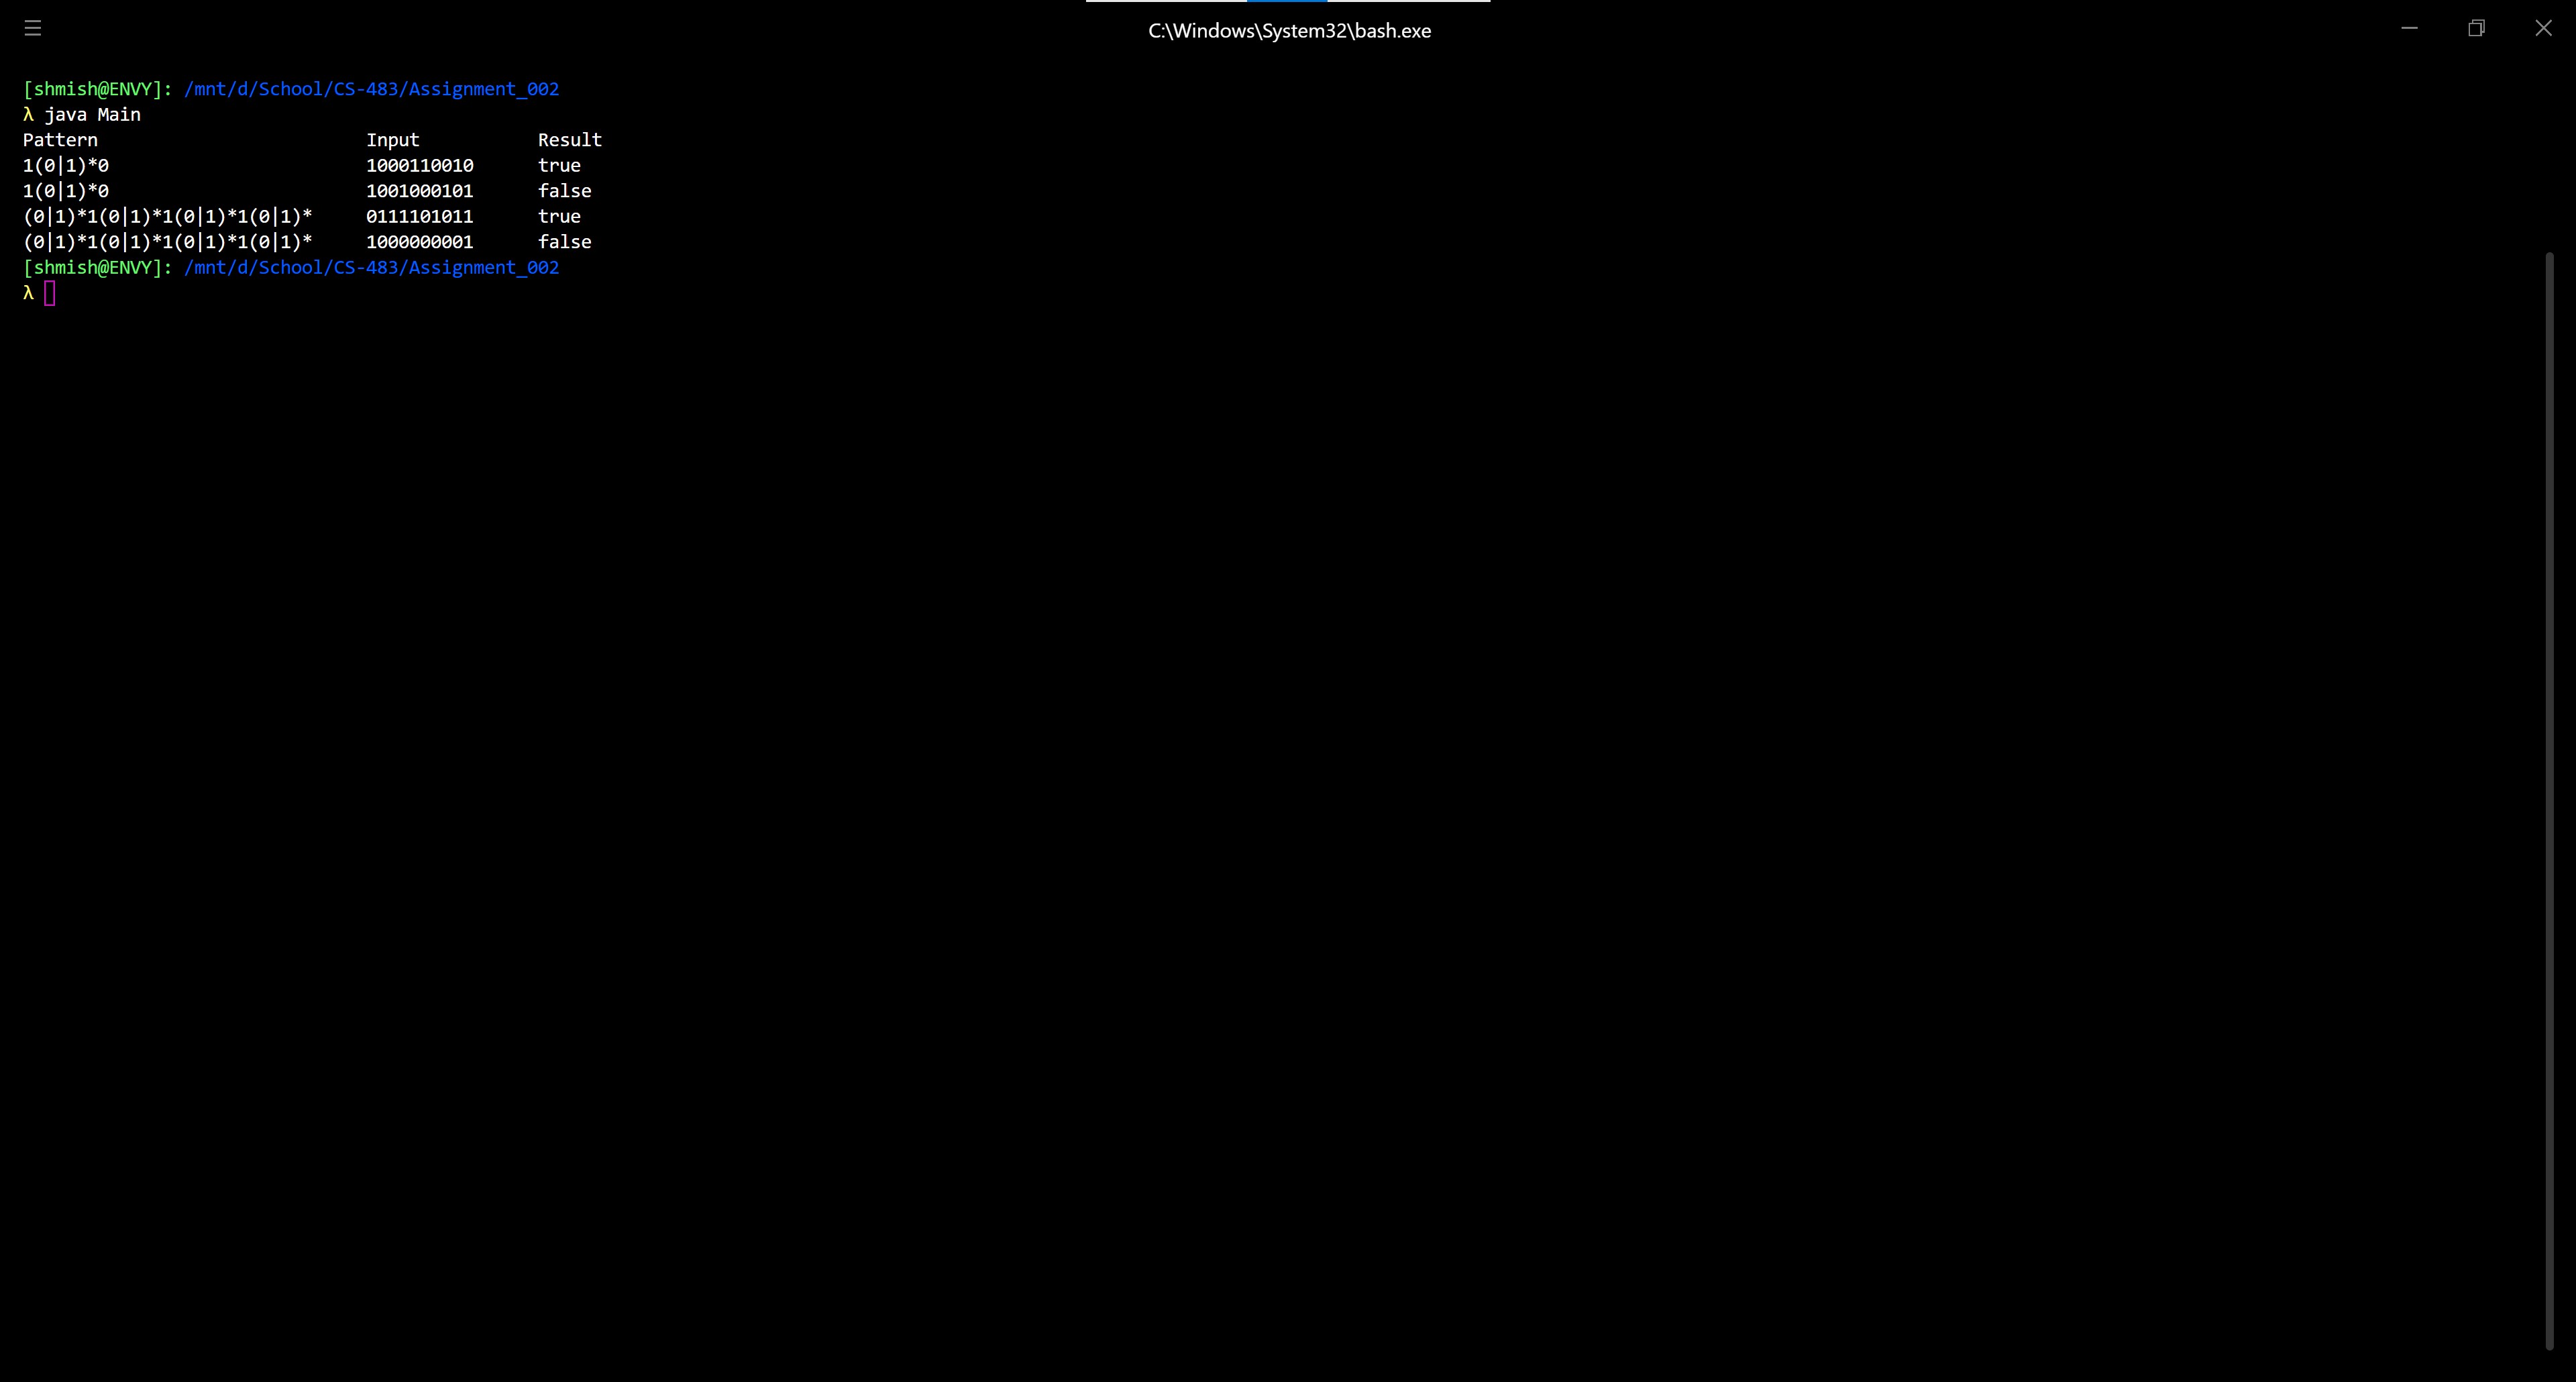 C:\Windows\System32\bash.exe
[shmish@ENVY]: /mnt/d/School/CS-483/Assignment_002
λ java Main
Pattern                         Input           Result
1(0|1)*0                        1000110010      true
1(0|1)*0                        1001000101      false
(0|1)*1(0|1)*1(0|1)*1(0|1)*     0111101011      true
(0|1)*1(0|1)*1(0|1)*1(0|1)*     1000000001      false
[shmish@ENVY]: /mnt/d/School/CS-483/Assignment_002
λ